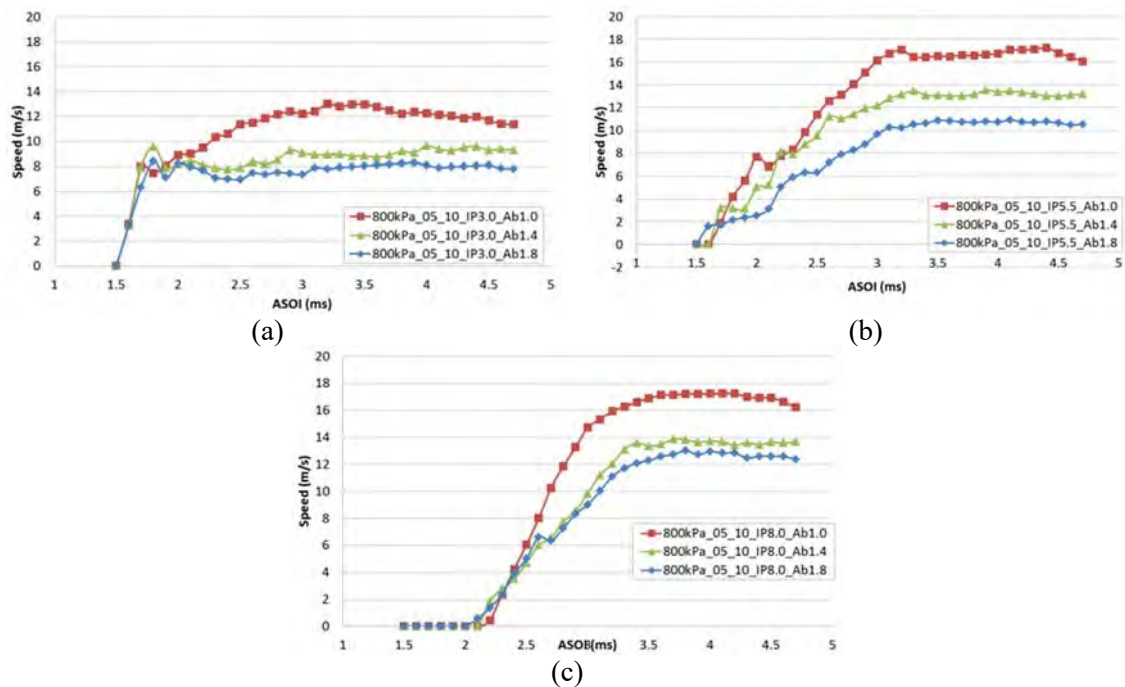 20
18
16
14
12
10
8
6
4
2
0
Speed (m/s)
800kPa_05_10_IP3.0_Ab1.0
800kPa_05_10_IP3.0_Ab1.4
800kPa_05_10_IP3.0_Ab1.8
1 1.5 2 2.5 3 3.5 4 4.5 5
ASOI (ms)
(a)
20
18
16
14
12
10
8
6
4
2
0
-2
Speed (m/s)
800kPa_05_10_IP5.5_Ab1.0
800kPa_05_10_IP5.5_Ab1.4
800kPa_05_10_IP5.5_Ab1.8
1 1.5 2 2.5 3 3.5 4 4.5 5
ASOI (ms)
(b)
20
18
16
14
12
10
8
6
4
2
0
Speed (m/s)
800kPa_05_10_IP8.0_Ab1.0
800kPa_05_10_IP8.0_Ab1.4
800kPa_05_10_IP8.0_Ab1.8
1 1.5 2 2.5 3.5 4 4.5 5
(ms)
(c)